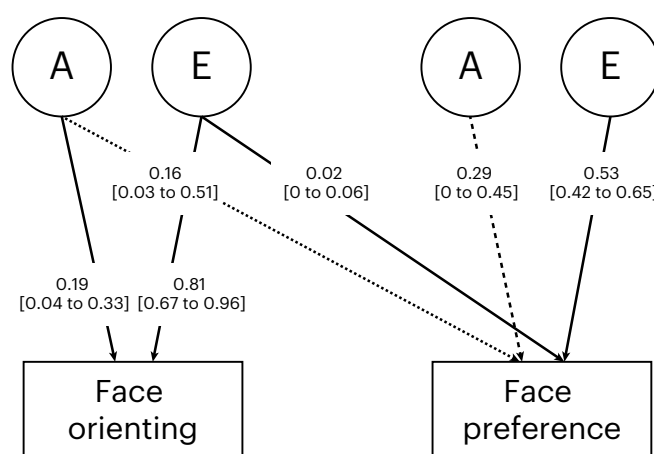 A E A E
0.16
[0.03 to 0.51]
0.02
[0 to 0.06]
0.29
[0 to 0.45]
0.53
[0.42 to 0.65]
0.19
[0.04 to 0.33]
0.81
[0.67 to 0.96]
Face
orienting
Face
preference